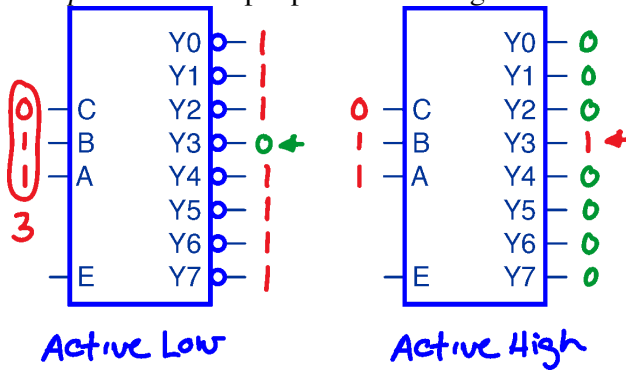 Y0 1 Y0 0
Y1 1 Y1 0
0 C Y2 1 0 C Y2 0
1 B Y3 0 1 B Y3 1
1 A Y4 1 1 A Y4 0
3 Y5 1 Y5 0
Y6 1 Y6 0
E Y7 1 E Y7 0
Active Low Active High